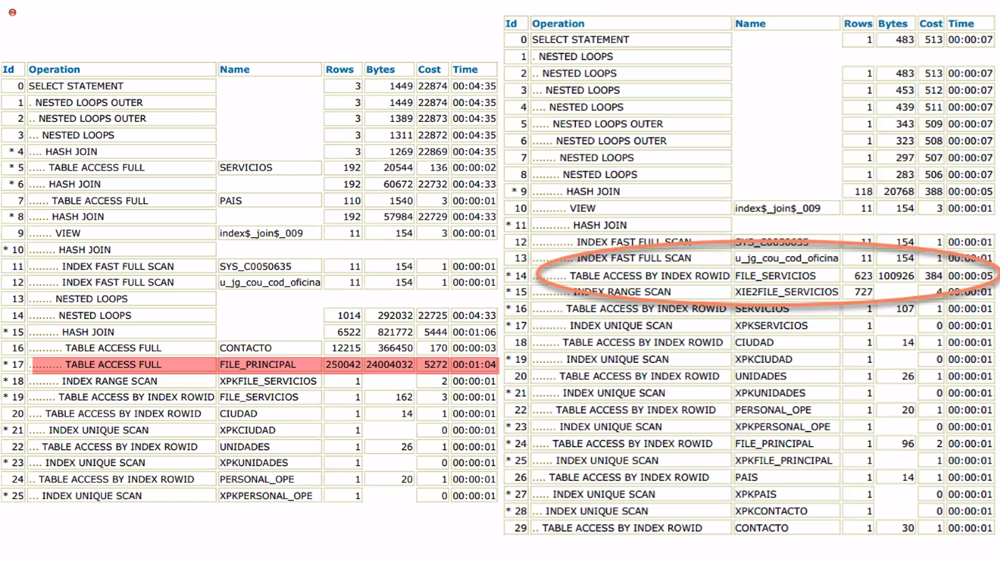 Id Operation Name Rows Bytes Cost Time
0 SELECT STATEMENT 3 1449 22874 00:04:35
1 . NESTED LOOPS OUTER 3 1449 22874 00:04:35
2 .. NESTED LOOPS OUTER 3 1389 22873 00:04:35
3 ... NESTED LOOPS 3 1311 22872 00:04:35
* 4 .... HASH JOIN 3 1269 22869 00:04:35
* 5 ..... TABLE ACCESS FULL SERVICIOS 192 20544 136 00:00:02
* 6 ..... HASH JOIN 192 60672 22732 00:04:33
7 ...... TABLE ACCESS FULL PAIS 110 1540 3 00:00:01
* 8 ...... HASH JOIN 192 57984 22729 00:04:33
9 ....... VIEW index$_join$_009 11 154 3 00:00:01
* 10 ........ HASH JOIN
11 ......... INDEX FAST FULL SCAN SYS_C0050635 11 154 1 00:00:01
12 ......... INDEX FAST FULL SCAN u_jg_cou_cod_oficina 11 154 1 00:00:01
13 ....... NESTED LOOPS
14 ........ NESTED LOOPS 1014 292032 22725 00:04:33
* 15 ......... HASH JOIN 6522 821772 5444 00:01:06
16 .......... TABLE ACCESS FULL CONTACTO 12215 366450 170 00:00:03
* 17 .......... TABLE ACCESS FULL FILE_PRINCIPAL 250042 24004032 5272 00:01:04
* 18 ......... INDEX RANGE SCAN XPKFILE_SERVICIOS 1 2 00:00:01
* 19 ........ TABLE ACCESS BY INDEX ROWID FILE_SERVICIOS 1 162 3 00:00:01
20 .... TABLE ACCESS BY INDEX ROWID CIUDAD 1 14 1 00:00:01
* 21 ..... INDEX UNIQUE SCAN XPKCIUDAD 1 0 00:00:01
22 ... TABLE ACCESS BY INDEX ROWID UNIDADES 1 26 1 00:00:01
* 23 .... INDEX UNIQUE SCAN XPKUNIDADES 1 0 00:00:01
24 .. TABLE ACCESS BY INDEX ROWID PERSONAL_OPE 1 20 1 00:00:01
* 25 ... INDEX UNIQUE SCAN XPKPERSONAL_OPE 1 0 00:00:01
Id Operation Name Rows Bytes Cost Time
0 SELECT STATEMENT 1 483 513 00:00:07
1 . NESTED LOOPS
2 .. NESTED LOOPS 1 483 513 00:00:07
3 ... NESTED LOOPS 1 453 512 00:00:07
4 .... NESTED LOOPS 1 439 511 00:00:07
5 ..... NESTED LOOPS OUTER 1 343 509 00:00:07
6 ...... NESTED LOOPS OUTER 1 323 508 00:00:07
7 ....... NESTED LOOPS 1 297 507 00:00:07
8 ........ NESTED LOOPS 1 283 506 00:00:07
* 9 ......... HASH JOIN 118 20768 388 00:00:05
10 .......... VIEW index$_join$_009 11 154 3 00:00:01
* 11 ........... HASH JOIN
12 ............ INDEX FAST FULL SCAN SYS_C0050635 11 154 1 00:00:01
13 ............ INDEX FAST FULL SCAN u_jg_cou_cod_oficina 11 154 1 00:00:01
* 14 .......... TABLE ACCESS BY INDEX ROWID FILE_SERVICIOS 623 100926 384 00:00:05
* 15 ........... INDEX RANGE SCAN XIE2FILE_SERVICIOS 727 4 00:00:01
* 16 ......... TABLE ACCESS BY INDEX ROWID SERVICIOS 1 107 1 00:00:01
* 17 .......... INDEX UNIQUE SCAN XPKSERVICIOS 1 0 00:00:01
18 ........ TABLE ACCESS BY INDEX ROWID CIUDAD 1 14 1 00:00:01
* 19 ......... INDEX UNIQUE SCAN XPKCIUDAD 1 0 00:00:01
20 ....... TABLE ACCESS BY INDEX ROWID UNIDADES 1 26 1 00:00:01
* 21 ........ INDEX UNIQUE SCAN XPKUNIDADES 1 0 00:00:01
22 ...... TABLE ACCESS BY INDEX ROWID PERSONAL_OPE 1 20 1 00:00:01
* 23 ....... INDEX UNIQUE SCAN XPKPERSONAL_OPE 1 0 00:00:01
* 24 ..... TABLE ACCESS BY INDEX ROWID FILE_PRINCIPAL 1 96 2 00:00:01
* 25 ...... INDEX UNIQUE SCAN XPKFILE_PRINCIPAL 1 1 00:00:01
26 .... TABLE ACCESS BY INDEX ROWID PAIS 1 14 1 00:00:01
* 27 ..... INDEX UNIQUE SCAN XPKPAIS 1 0 00:00:01
* 28 ... INDEX UNIQUE SCAN XPKCONTACTO 1 0 00:00:01
29 .. TABLE ACCESS BY INDEX ROWID CONTACTO 1 30 1 00:00:01